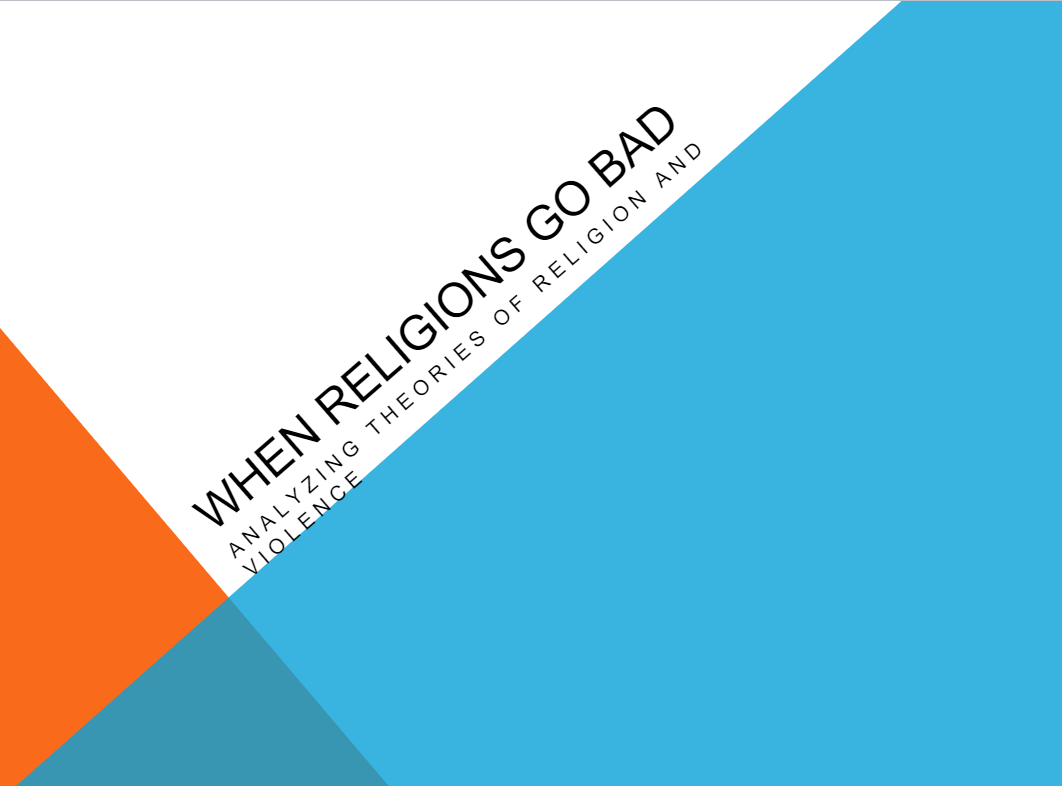 WHEN RELIGIONS GO BAD
ANALYZING THEORIES OF RELIGION AND
VIOLENCE